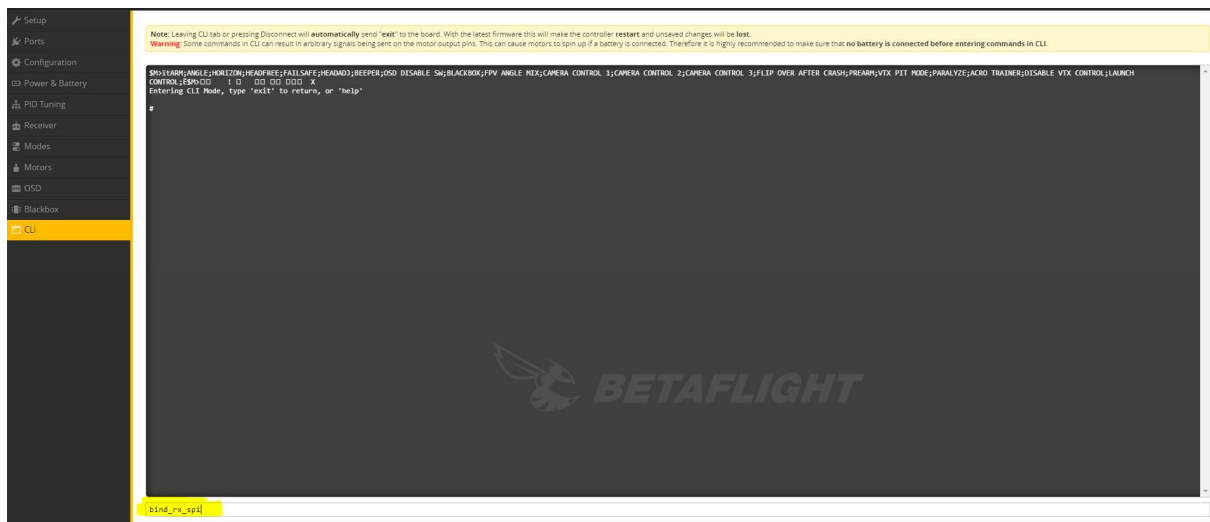 Setup
Ports
Configuration
Power & Battery
PID Tuning
Receiver
Modes
Motors
OSD
Blackbox
CLI
Note: Leaving CLI tab or pressing Disconnect will automatically send "exit" to the board. With the latest firmware this will make the controller restart and unsaved changes will be lost.
Warning: Some commands in CLI can result in arbitrary signals being sent on the motor output pins. This can cause motors to spin up if a battery is connected. Therefore it is highly recommended to make sure that no battery is connected before entering commands in CLI.
ARM;ANGLE;HORIZON;HEADFREE;FAILSAFE;HEADADJ;BEEPER;OSD DISABLE SW;BLACKBOX;FPV ANGLE MIX;CAMERA CONTROL 1;CAMERA CONTROL 2;CAMERA CONTROL 3;FLIP OVER AFTER CRASH;PREARM;VTX PIT MODE;PARALYZE;ACRO TRAINER;DISABLE VTX CONTROL;LAUNCH
CONTROL; ! X
Entering CLI Mode, type 'exit' to return, or 'help'
#
BETAFLIGHT
bind_rx_spi